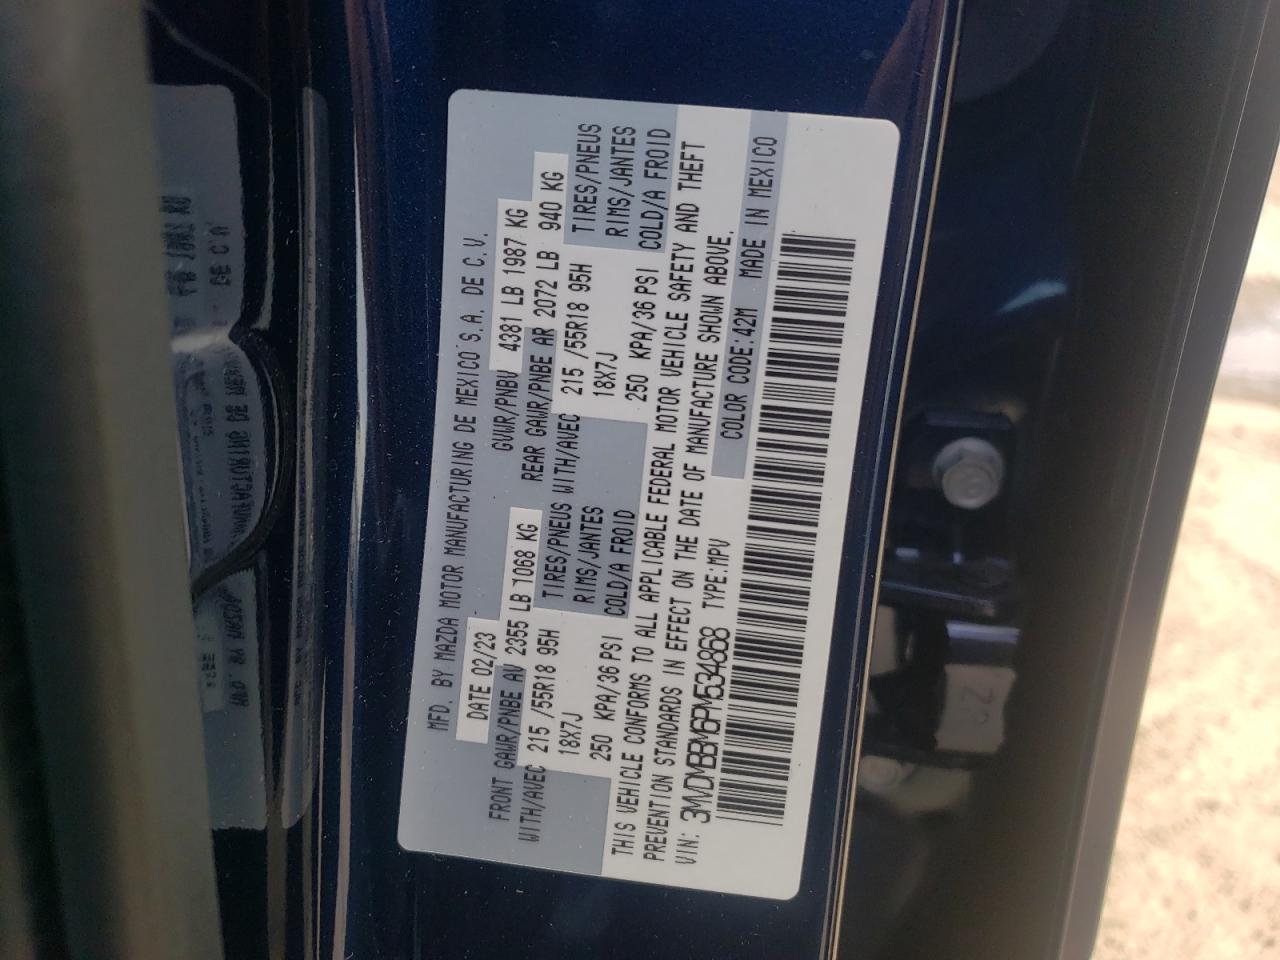 MFD. BY MAZDA MOTOR MANUFACTURING DE MEXICO S.A. DE C.V.
DATE 02/23 GVWR/PNBV 4381 LB 1987 KG
FRONT GAWR/PNBE AV 2355 LB 1068 KG REAR GAWR/PNBE AR 2072 LB 940 KG
WITH/AVEC 215 /55R18 95H TIRES/PNEUS WITH/AVEC 215 /55R18 95H TIRES/PNEUS
18X7J RIMS/JANTES 18X7J RIMS/JANTES
250 KPA/36 PSI COLD/A FROID 250 KPA/36 PSI COLD/A FROID
THIS VEHICLE CONFORMS TO ALL APPLICABLE FEDERAL MOTOR VEHICLE SAFETY AND THEFT
PREVENTION STANDARDS IN EFFECT ON THE DATE OF MANUFACTURE SHOWN ABOVE.
VIN: 3MVDMBBM6PM534868 TYPE:MPV COLOR CODE:42M MADE IN MEXICO